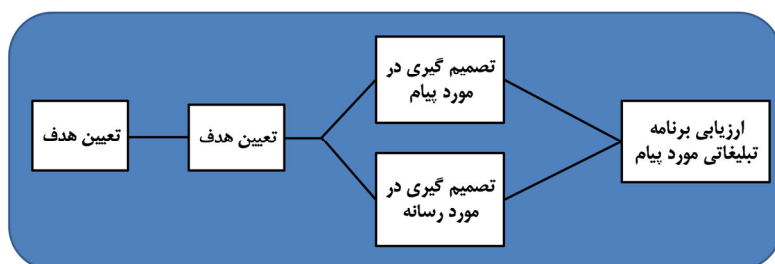 تعیین هدف
تعیین هدف
تصمیم گیری در
مورد پیام
تصمیم گیری در
مورد رسانه
ارزیابی برنامه
تبلیغاتی مورد پیام